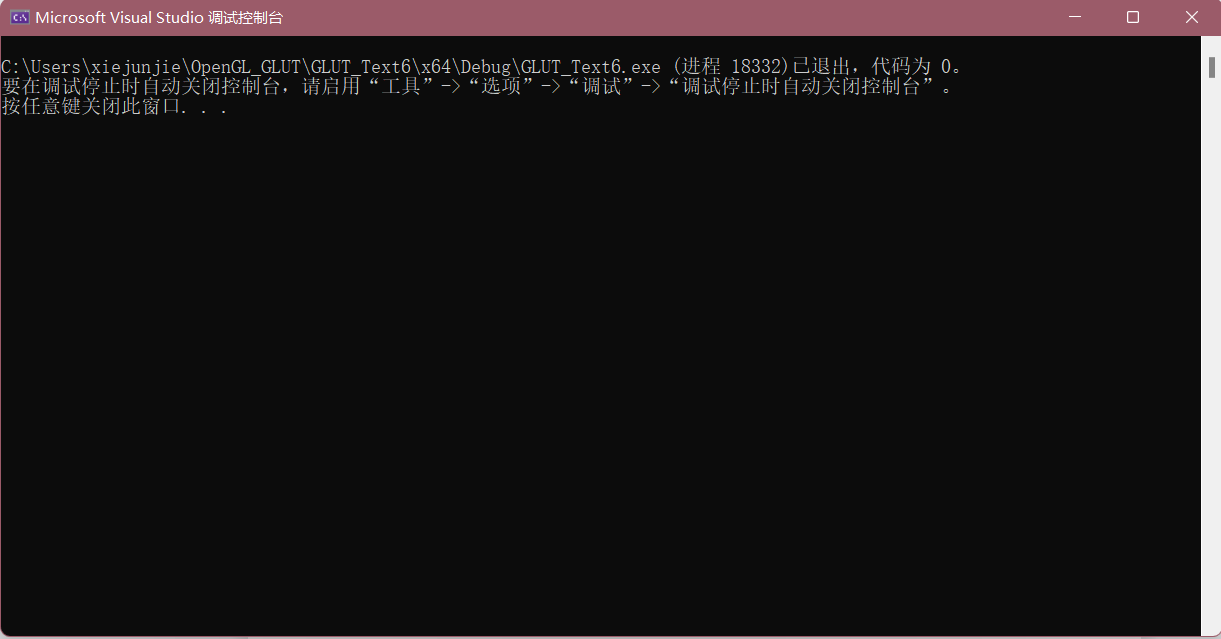 Microsoft Visual Studio 调试控制台
C:\Users\xiejunjie\OpenGL_GLUT\GLUT_Text6\x64\Debug\GLUT_Text6.exe (进程 18332)已退出，代码为 0。
要在调试停止时自动关闭控制台，请启用“工具”->“选项”->“调试”->“调试停止时自动关闭控制台”。
按任意键关闭此窗口. . .